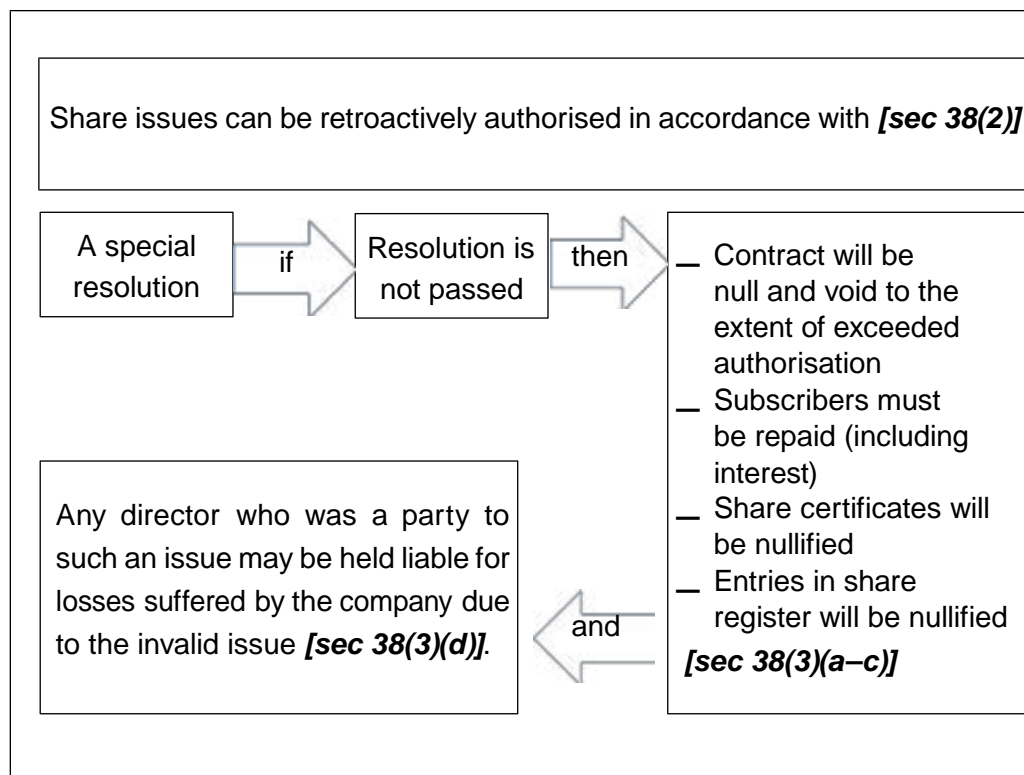 Share issues can be retroactively authorised in accordance with [sec 38(2)]
A special
resolution
if
Resolution is
not passed
then
– Contract will be
null and void to the
extent of exceeded
authorisation
– Subscribers must
be repaid (including
interest)
– Share certificates will
be nullified
– Entries in share
register will be nullified
[sec 38(3)(a–c)]
and
Any director who was a party to
such an issue may be held liable for
losses suffered by the company due
to the invalid issue [sec 38(3)(d)].